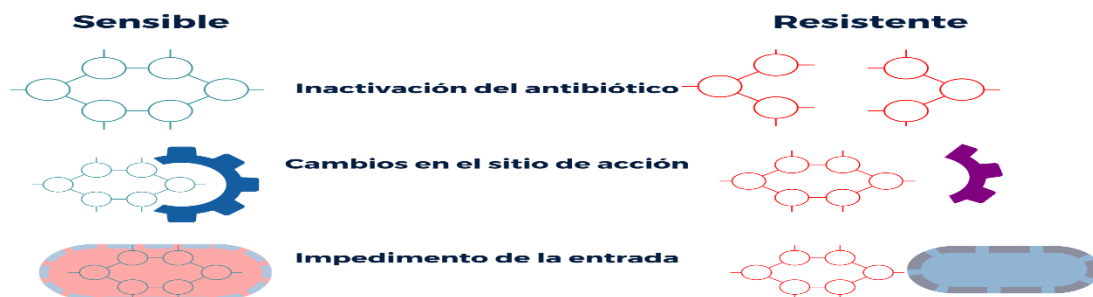 Sensible
Resistente
Inactivación del antibiótico
Cambios en el sitio de acción
Impedimento de la entrada